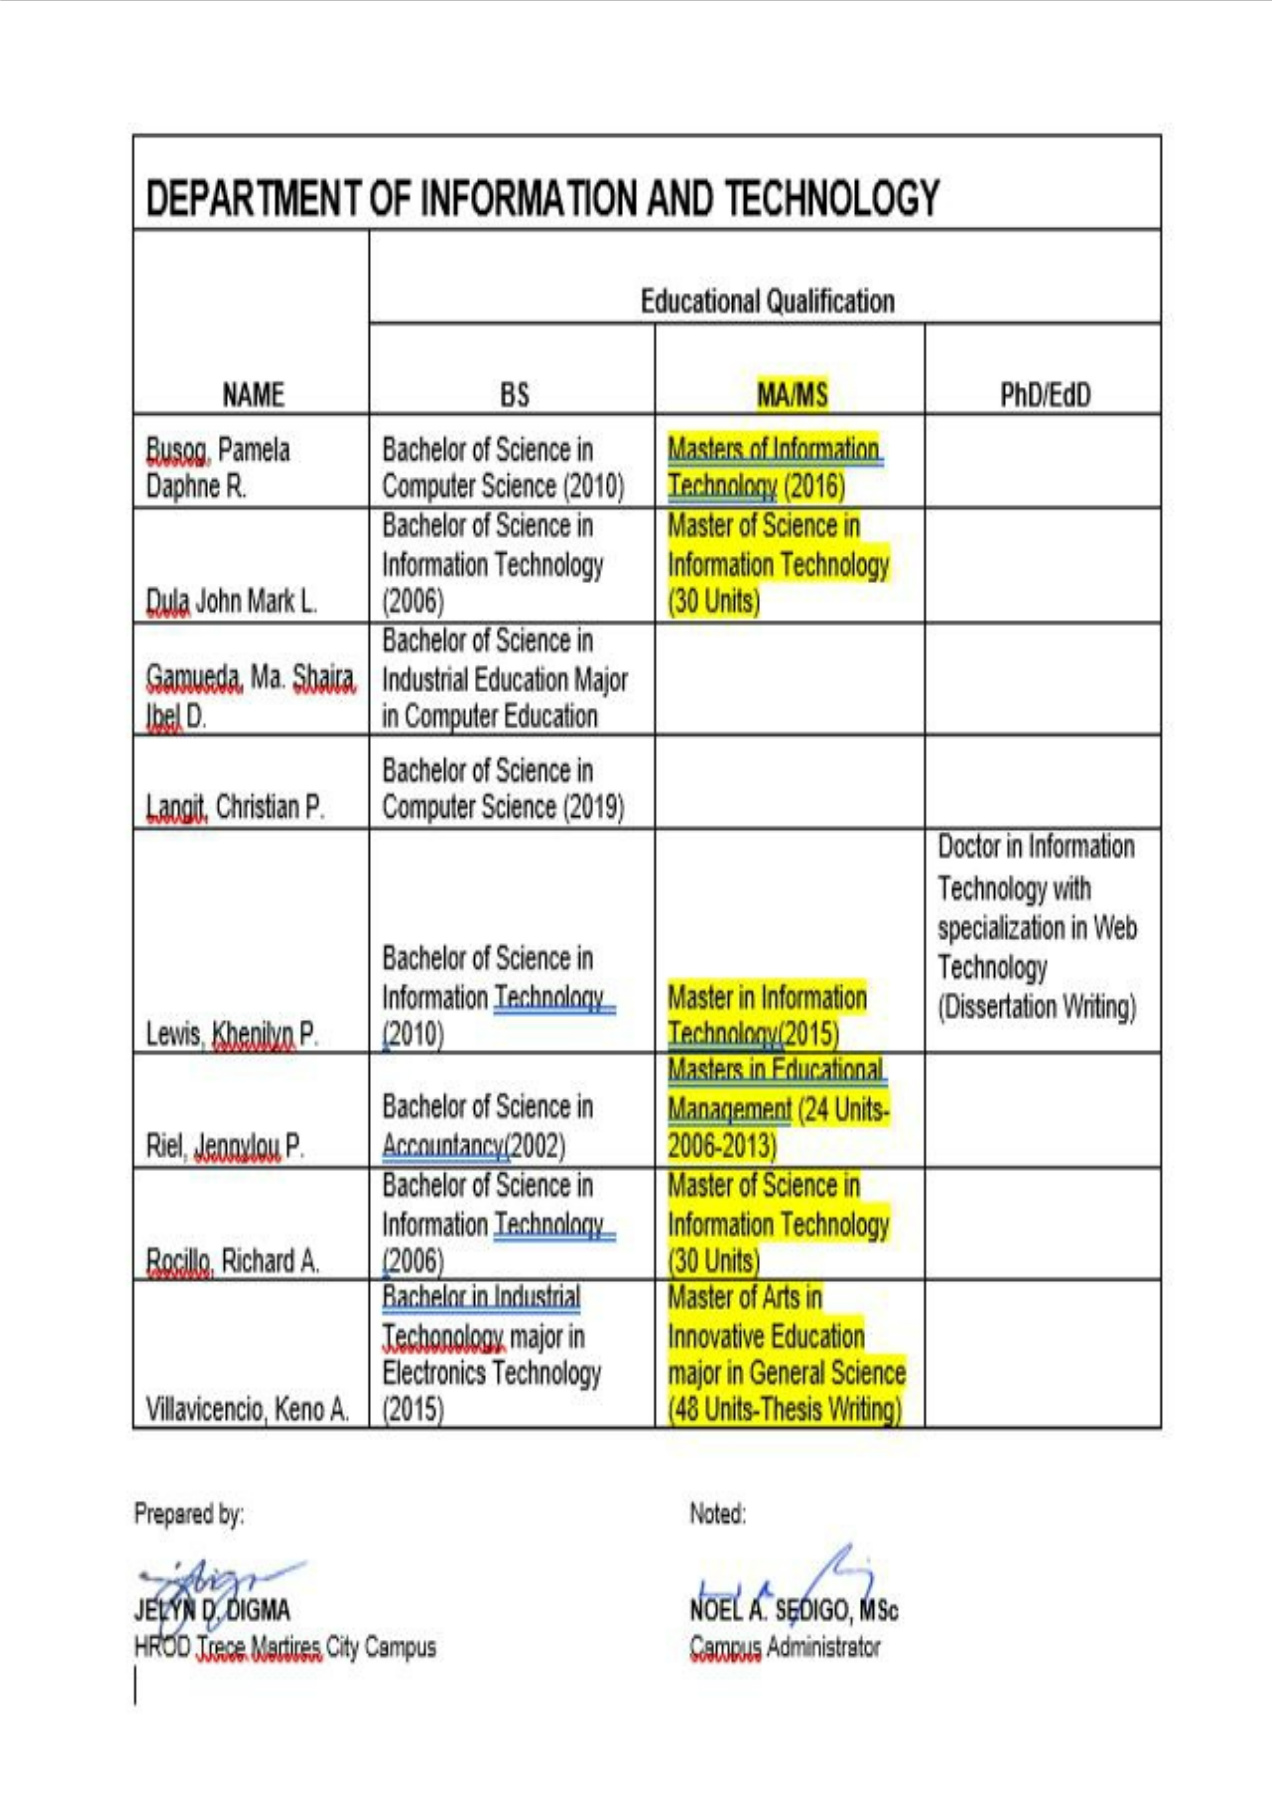 DEPARTMENT OF INFORMATION AND TECHNOLOGY
Educational Qualification
NAME
BS
MA/MS
PhD/EdD
Busog, Pamela
Daphne R.
Bachelor of Science in
Computer Science (2010)
Masters of Information
Technology (2016)
Dula John Mark L.
Bachelor of Science in
Information Technology
(2006)
Master of Science in
Information Technology
(30 Units)
Gamueda, Ma. Shaira
Ibel D.
Bachelor of Science in
Industrial Education Major
in Computer Education
Langit, Christian P.
Bachelor of Science in
Computer Science (2019)
Lewis, Khenilyn P.
Bachelor of Science in
Information Technology
(2010)
Master in Information
Technology(2015)
Doctor in Information
Technology with
specialization in Web
Technology
(Dissertation Writing)
Riel, Jennylou P.
Bachelor of Science in
Accountancy(2002)
Masters in Educational
Management (24 Units-
2006-2013)
Rocillo, Richard A.
Bachelor of Science in
Information Technology
(2006)
Master of Science in
Information Technology
(30 Units)
Villavicencio, Keno A.
Bachelor in Industrial
Techonology major in
Electronics Technology
(2015)
Master of Arts in
Innovative Education
major in General Science
(48 Units-Thesis Writing)
Prepared by:
JELYN D. DIGMA
HROD Trece Martires City Campus
Noted:
NOEL A. SEDIGO, MSc
Campus Administrator